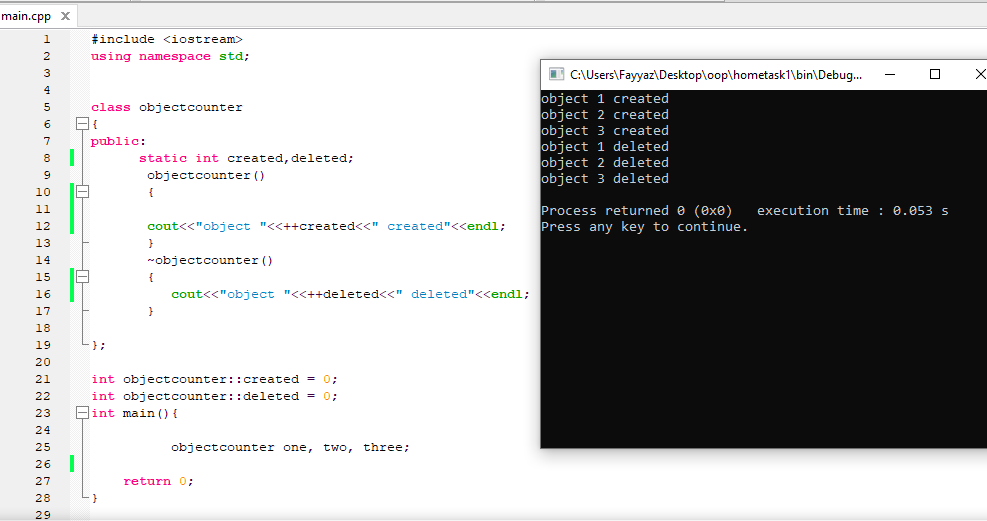 main.cpp X
1 #include <iostream>
2 using namespace std;
3
4
5 class objectcounter
6 {
7 public:
8 static int created,deleted;
9 objectcounter()
10 {
11
12 cout<<"object "<<++created<<" created"<<endl;
13 }
14 ~objectcounter()
15 {
16 cout<<"object "<<++deleted<<" deleted"<<endl;
17 }
18
19 };
20
21 int objectcounter::created = 0;
22 int objectcounter::deleted = 0;
23 int main(){
24
25 objectcounter one, two, three;
26
27 return 0;
28 }
29
C:\Users\Fayyaz\Desktop\oop\hometask1\bin\Debug...
object 1 created
object 2 created
object 3 created
object 1 deleted
object 2 deleted
object 3 deleted
Process returned 0 (0x0) execution time : 0.053 s
Press any key to continue.